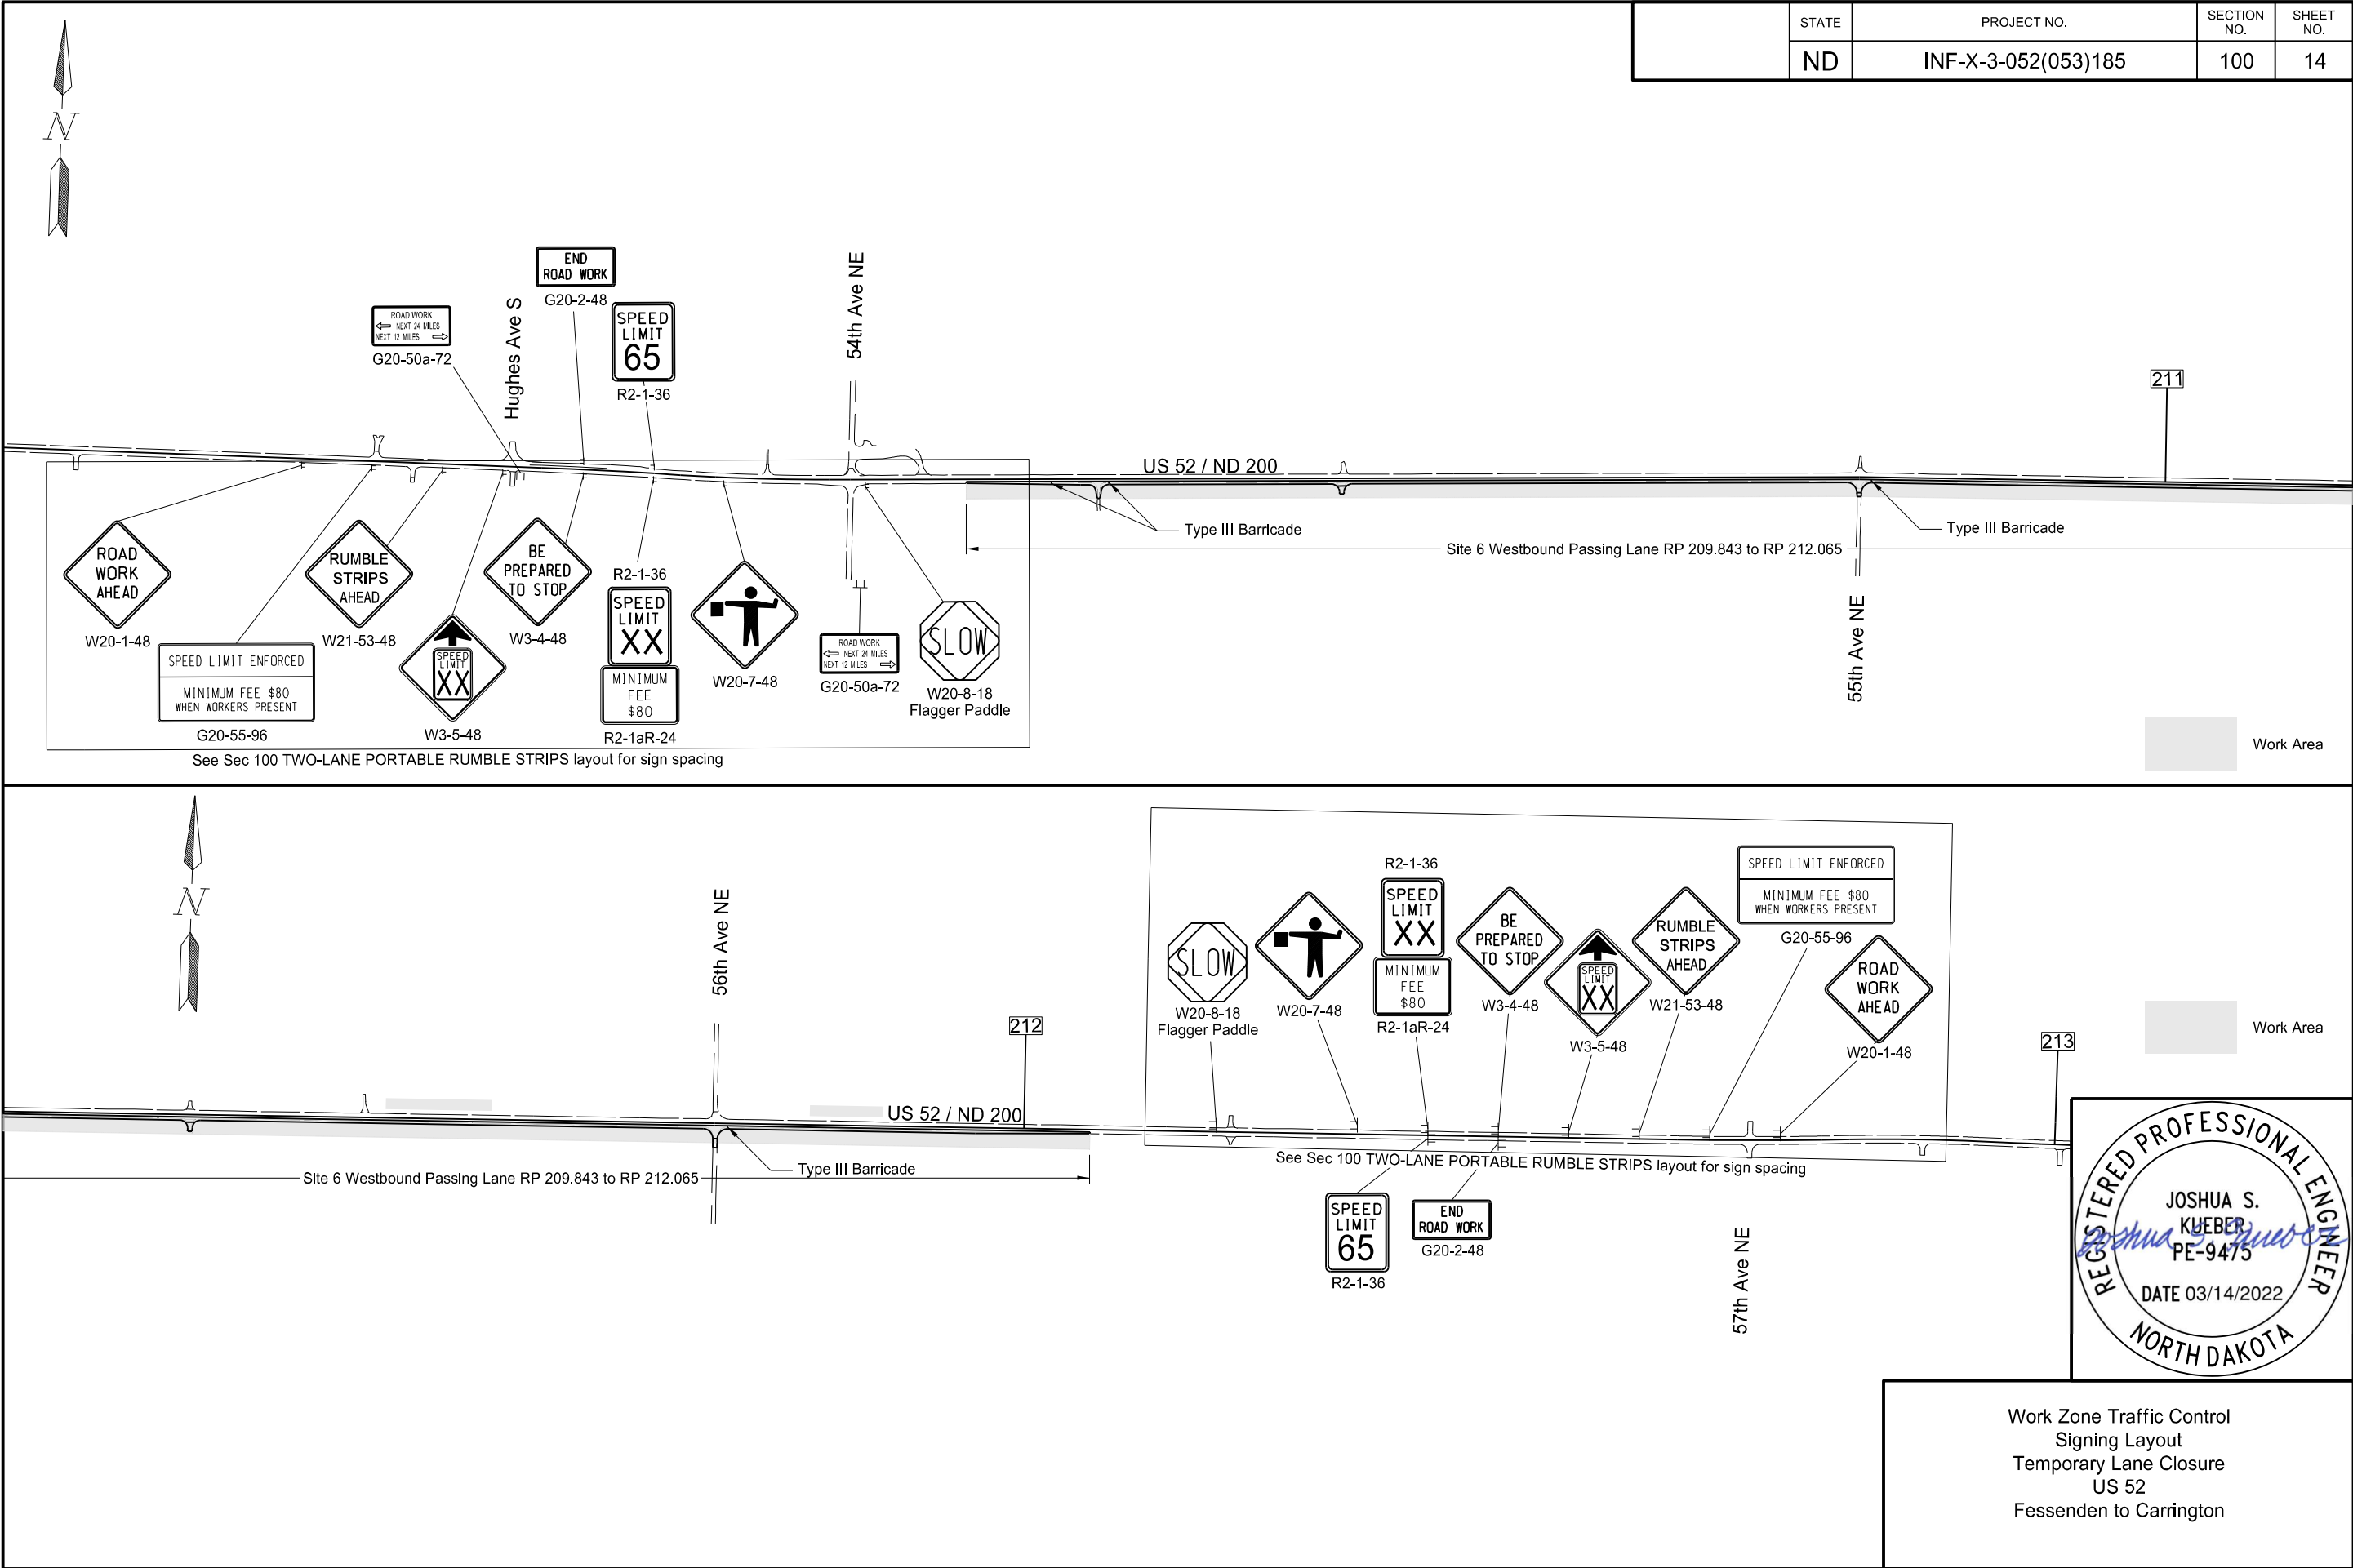 STATE
PROJECT NO.
SECTION NO.
SHEET NO.
ND
INF-X-3-052(053)185
100
14
N
END
ROAD WORK
G20-2-48
ROAD WORK
NEXT 24 MILES
NEXT 12 MILES
G20-50a-72
Hughes Ave S
SPEED
LIMIT
65
R2-1-36
54th Ave NE
211
US 52 / ND 200
Type III Barricade
Type III Barricade
Site 6 Westbound Passing Lane RP 209.843 to RP 212.065
ROAD
WORK
AHEAD
W20-1-48
SPEED LIMIT ENFORCED
MINIMUM FEE $80
WHEN WORKERS PRESENT
G20-55-96
RUMBLE
STRIPS
AHEAD
W21-53-48
SPEED
LIMIT
XX
W3-5-48
BE
PREPARED
TO STOP
W3-4-48
R2-1-36
SPEED
LIMIT
XX
MINIMUM
FEE
$80
R2-1aR-24
W20-7-48
ROAD WORK
NEXT 24 MILES
NEXT 12 MILES
G20-50a-72
SLOW
W20-8-18
Flagger Paddle
55th Ave NE
Work Area
See Sec 100 TWO-LANE PORTABLE RUMBLE STRIPS layout for sign spacing
N
56th Ave NE
212
US 52 / ND 200
Site 6 Westbound Passing Lane RP 209.843 to RP 212.065
Type III Barricade
SLOW
W20-8-18
Flagger Paddle
W20-7-48
R2-1-36
SPEED
LIMIT
XX
MINIMUM
FEE
$80
R2-1aR-24
BE
PREPARED
TO STOP
W3-4-48
SPEED
LIMIT
XX
W3-5-48
RUMBLE
STRIPS
AHEAD
W21-53-48
SPEED LIMIT ENFORCED
MINIMUM FEE $80
WHEN WORKERS PRESENT
G20-55-96
ROAD
WORK
AHEAD
W20-1-48
213
Work Area
See Sec 100 TWO-LANE PORTABLE RUMBLE STRIPS layout for sign spacing
SPEED
LIMIT
65
R2-1-36
END
ROAD WORK
G20-2-48
57th Ave NE
REGISTERED PROFESSIONAL ENGINEER
JOSHUA S.
KUEBER
Joshua S. Kueber
PE-9475
DATE 03/14/2022
NORTH DAKOTA
Work Zone Traffic Control
Signing Layout
Temporary Lane Closure
US 52
Fessenden to Carrington